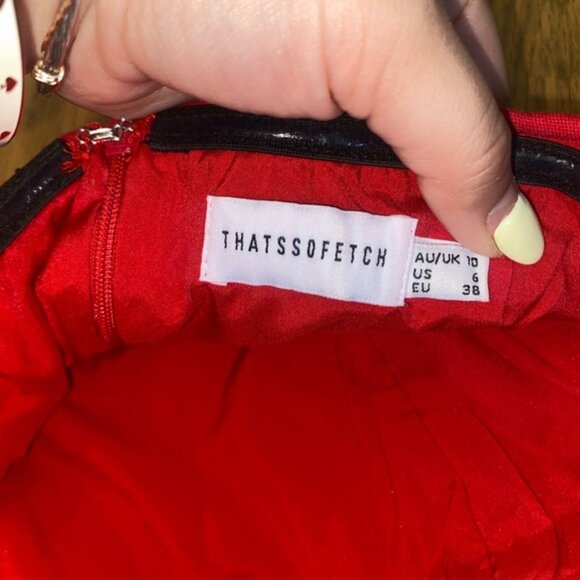 THATSSOFETCH
AU/UK 10
US 6
EU 38